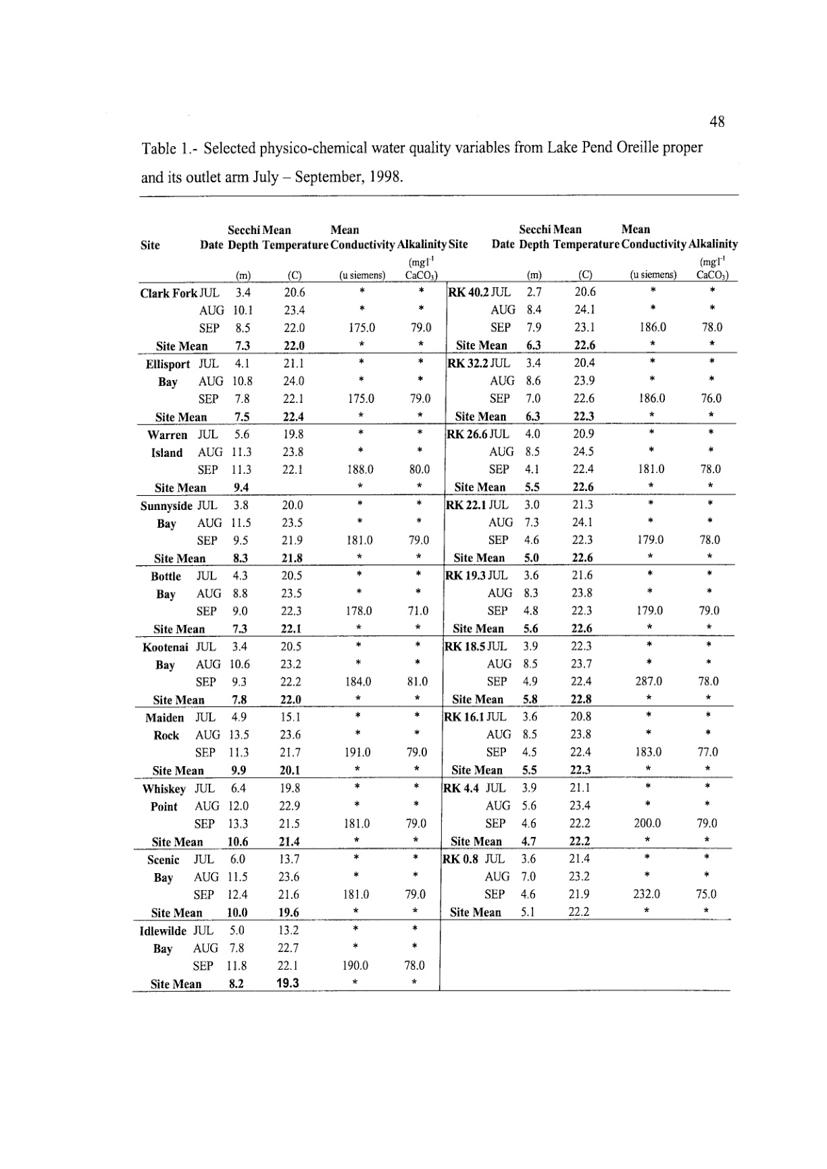 48
Table 1.- Selected physico-chemical water quality variables from Lake Pend Oreille proper
and its outlet arm July – September, 1998.
Secchi Mean Mean Secchi Mean Mean
Site Date Depth Temperature Conductivity Alkalinity Site Date Depth Temperature Conductivity Alkalinity
(mg l⁻¹ (mg l⁻¹
(m) (C) (u siemens) CaCO₃) (m) (C) (u siemens) CaCO₃)
Clark Fork JUL 3.4 20.6 * * RK 40.2 JUL 2.7 20.6 * *
AUG 10.1 23.4 * * AUG 8.4 24.1 * *
SEP 8.5 22.0 175.0 79.0 SEP 7.9 23.1 186.0 78.0
Site Mean 7.3 22.0 * * Site Mean 6.3 22.6 * *
Ellisport JUL 4.1 21.1 * * RK 32.2 JUL 3.4 20.4 * *
Bay AUG 10.8 24.0 * * AUG 8.6 23.9 * *
SEP 7.8 22.1 175.0 79.0 SEP 7.0 22.6 186.0 76.0
Site Mean 7.5 22.4 * * Site Mean 6.3 22.3 * *
Warren JUL 5.6 19.8 * * RK 26.6 JUL 4.0 20.9 * *
Island AUG 11.3 23.8 * * AUG 8.5 24.5 * *
SEP 11.3 22.1 188.0 80.0 SEP 4.1 22.4 181.0 78.0
Site Mean 9.4 * * Site Mean 5.5 22.6 * *
Sunnyside JUL 3.8 20.0 * * RK 22.1 JUL 3.0 21.3 * *
Bay AUG 11.5 23.5 * * AUG 7.3 24.1 * *
SEP 9.5 21.9 181.0 79.0 SEP 4.6 22.3 179.0 78.0
Site Mean 8.3 21.8 * * Site Mean 5.0 22.6 * *
Bottle JUL 4.3 20.5 * * RK 19.3 JUL 3.6 21.6 * *
Bay AUG 8.8 23.5 * * AUG 8.3 23.8 * *
SEP 9.0 22.3 178.0 71.0 SEP 4.8 22.3 179.0 79.0
Site Mean 7.3 22.1 * * Site Mean 5.6 22.6 * *
Kootenai JUL 3.4 20.5 * * RK 18.5 JUL 3.9 22.3 * *
Bay AUG 10.6 23.2 * * AUG 8.5 23.7 * *
SEP 9.3 22.2 184.0 81.0 SEP 4.9 22.4 287.0 78.0
Site Mean 7.8 22.0 * * Site Mean 5.8 22.8 * *
Maiden JUL 4.9 15.1 * * RK 16.1 JUL 3.6 20.8 * *
Rock AUG 13.5 23.6 * * AUG 8.5 23.8 * *
SEP 11.3 21.7 191.0 79.0 SEP 4.5 22.4 183.0 77.0
Site Mean 9.9 20.1 * * Site Mean 5.5 22.3 * *
Whiskey JUL 6.4 19.8 * * RK 4.4 JUL 3.9 21.1 * *
Point AUG 12.0 22.9 * * AUG 5.6 23.4 * *
SEP 13.3 21.5 181.0 79.0 SEP 4.6 22.2 200.0 79.0
Site Mean 10.6 21.4 * * Site Mean 4.7 22.2 * *
Scenic JUL 6.0 13.7 * * RK 0.8 JUL 3.6 21.4 * *
Bay AUG 11.5 23.6 * * AUG 7.0 23.2 * *
SEP 12.4 21.6 181.0 79.0 SEP 4.6 21.9 232.0 75.0
Site Mean 10.0 19.6 * * Site Mean 5.1 22.2 * *
Idlewilde JUL 5.0 13.2 * *
Bay AUG 7.8 22.7 * *
SEP 11.8 22.1 190.0 78.0
Site Mean 8.2 19.3 * *